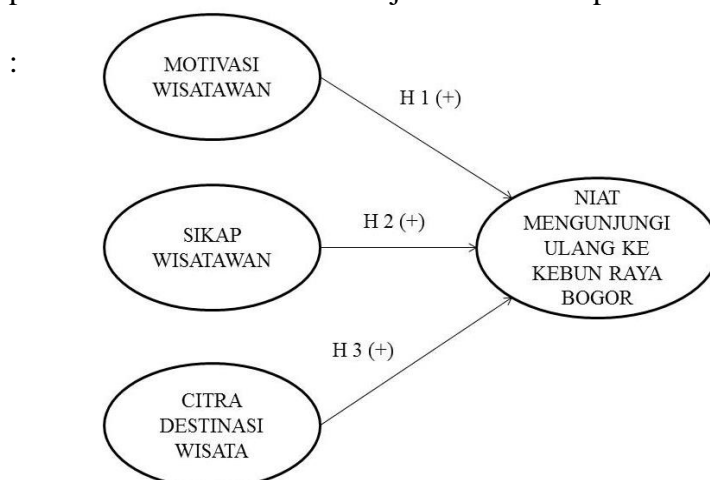 :
MOTIVASI
WISATAWAN
H 1 (+)
SIKAP
WISATAWAN
H 2 (+)
NIAT
MENGUNJUNGI
ULANG KE
KEBUN RAYA
BOGOR
H 3 (+)
CITRA
DESTINASI
WISATA